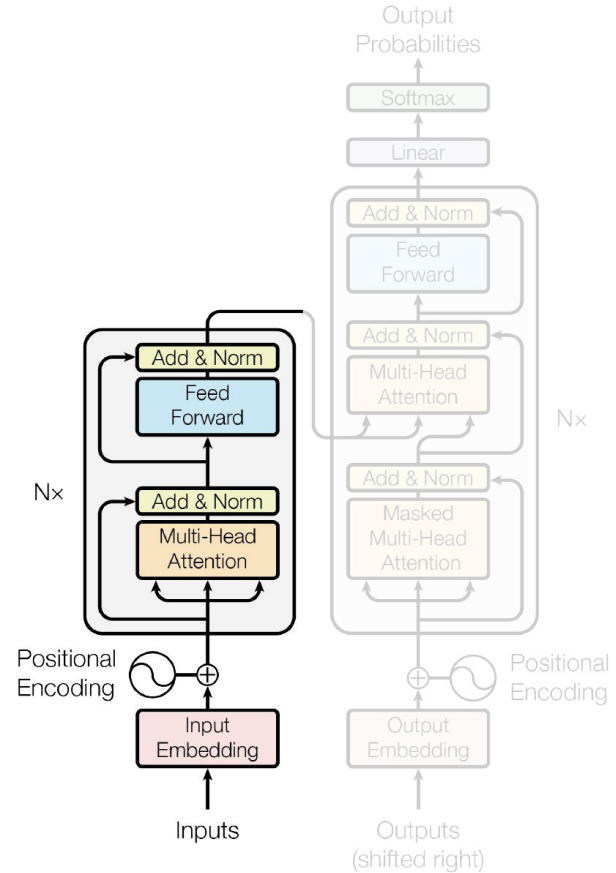 Output
Probabilities
Softmax
Linear
Add & Norm
Feed
Forward
Add & Norm
Multi-Head
Attention
Add & Norm
Masked
Multi-Head
Attention
N×
Positional
Encoding
Output
Embedding
Outputs
(shifted right)
Add & Norm
Feed
Forward
Add & Norm
Multi-Head
Attention
N×
Positional
Encoding
Input
Embedding
Inputs